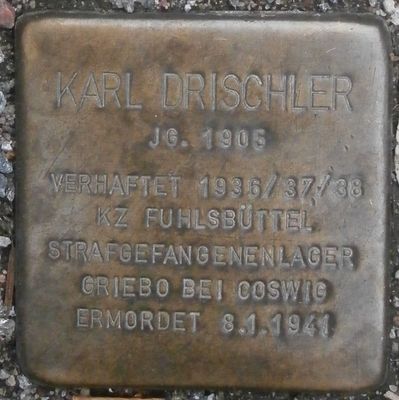 KARL DRISCHLER
JG. 1905
VERHAFTET 1936/37/38
KZ FUHLSBÜTTEL
STRAFGEFANGENENLAGER
GRIEBO BEI COSWIG
ERMORDET 8.1.1941